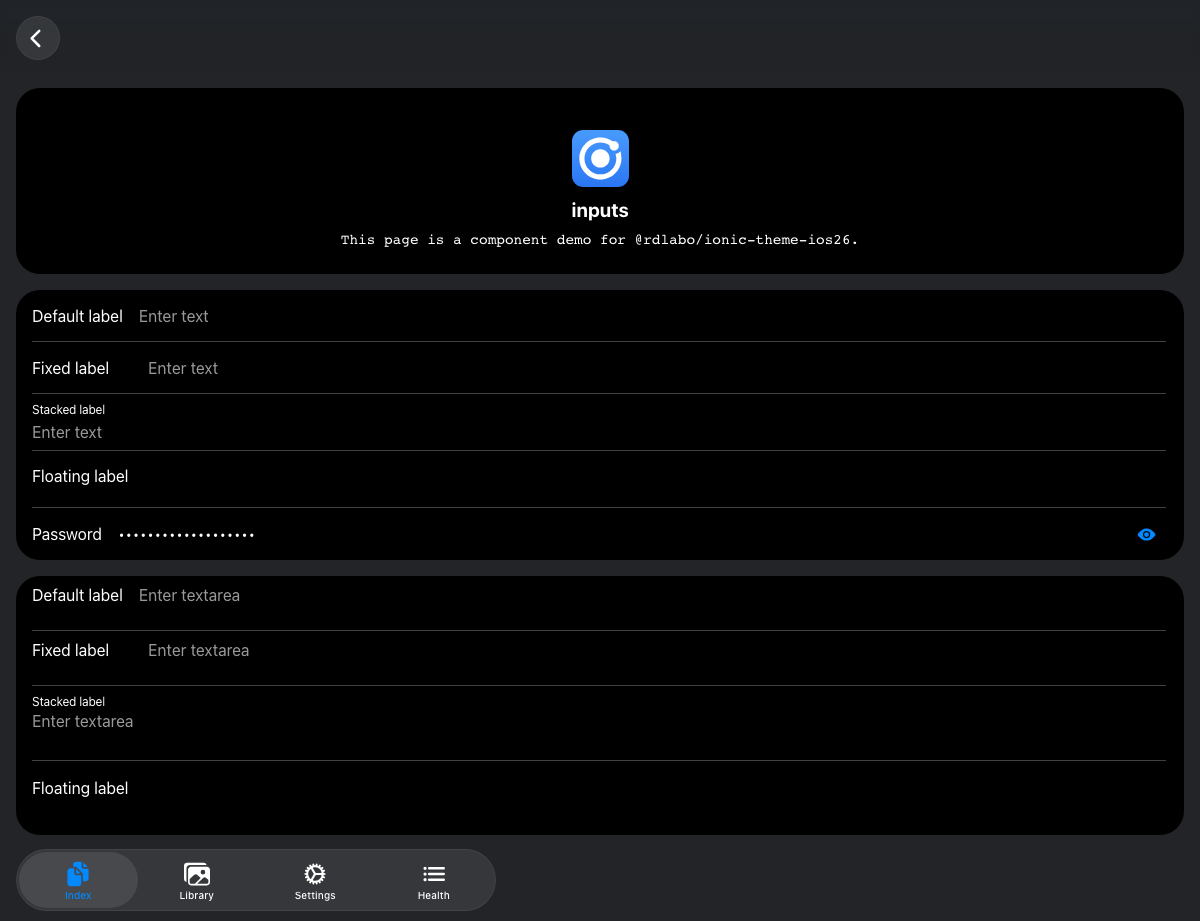 inputs
This page is a component demo for @rdlabo/ionic-theme-ios26.
Default label Enter text
Fixed label Enter text
Stacked label
Enter text
Floating label
Password •••••••••••••••••••
Default label Enter textarea
Fixed label Enter textarea
Stacked label
Enter textarea
Floating label
Index Library Settings Health